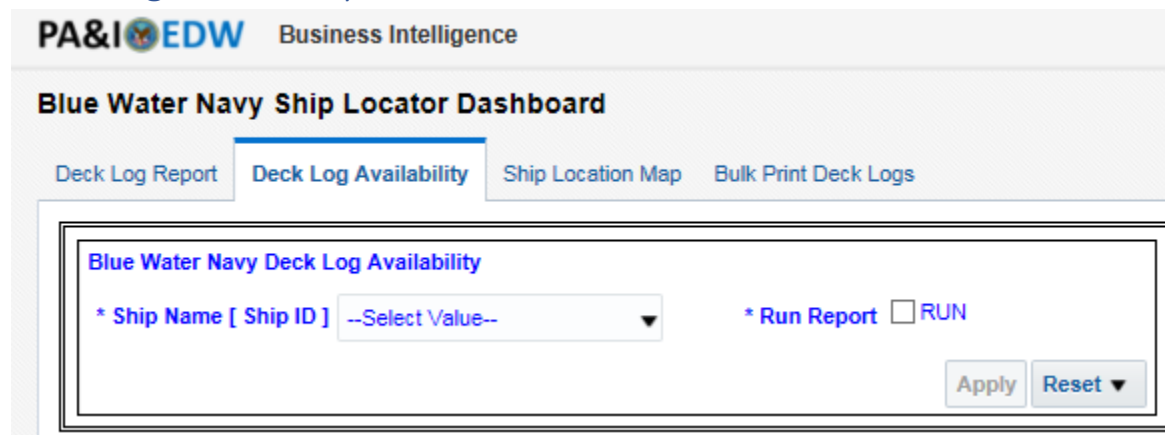 PA&I EDW Business Intelligence
Blue Water Navy Ship Locator Dashboard
Deck Log Report Deck Log Availability Ship Location Map Bulk Print Deck Logs
Blue Water Navy Deck Log Availability
* Ship Name [ Ship ID ] --Select Value-- * Run Report RUN
Apply Reset